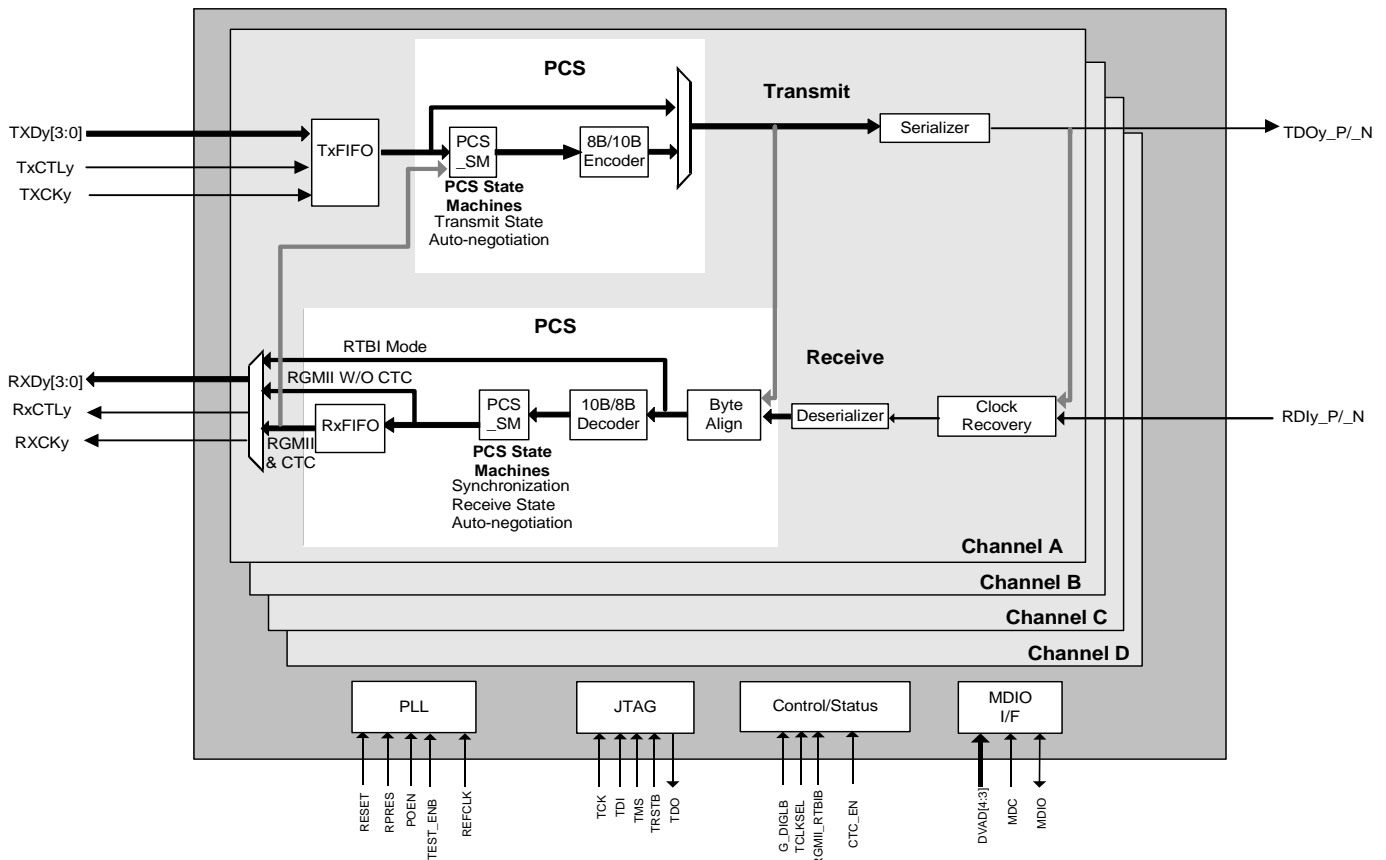 PCS
Transmit
TXDy[3:0]
TxCTLy
TXCKy
TxFIFO
PCS
_SM
8B/10B
Encoder
Serializer
TDOy_P/_N
PCS State
Machines
Transmit State
Auto-negotiation
PCS
Receive
RTBI Mode
RGMII W/O CTC
RXDy[3:0]
RxCTLy
RXCKy
RxFIFO
RGMII
& CTC
PCS
_SM
10B/8B
Decoder
Byte
Align
Deserializer
Clock
Recovery
RDIy_P/_N
PCS State
Machines
Synchronization
Receive State
Auto-negotiation
Channel A
Channel B
Channel C
Channel D
PLL
JTAG
Control/Status
MDIO
I/F
RESET
RPRES
POEN
TEST_ENB
REFCLK
TCK
TDI
TMS
TRSTB
TDO
G_DIGLB
TCLKSEL
RGMII_RTBIB
CTC_EN
DVAD[4:3]
MDC
MDIO